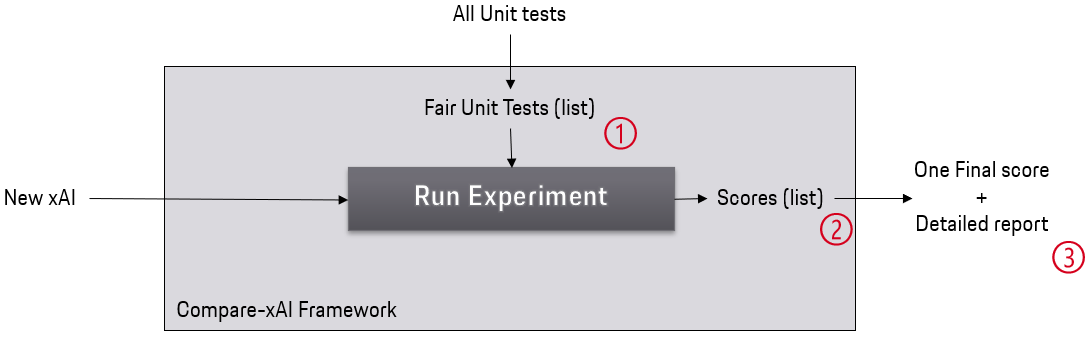 All Unit tests
Fair Unit Tests (list)
1
New xAI
Run Experiment
Scores (list)
2
One Final score
+
Detailed report
3
Compare-xAI Framework